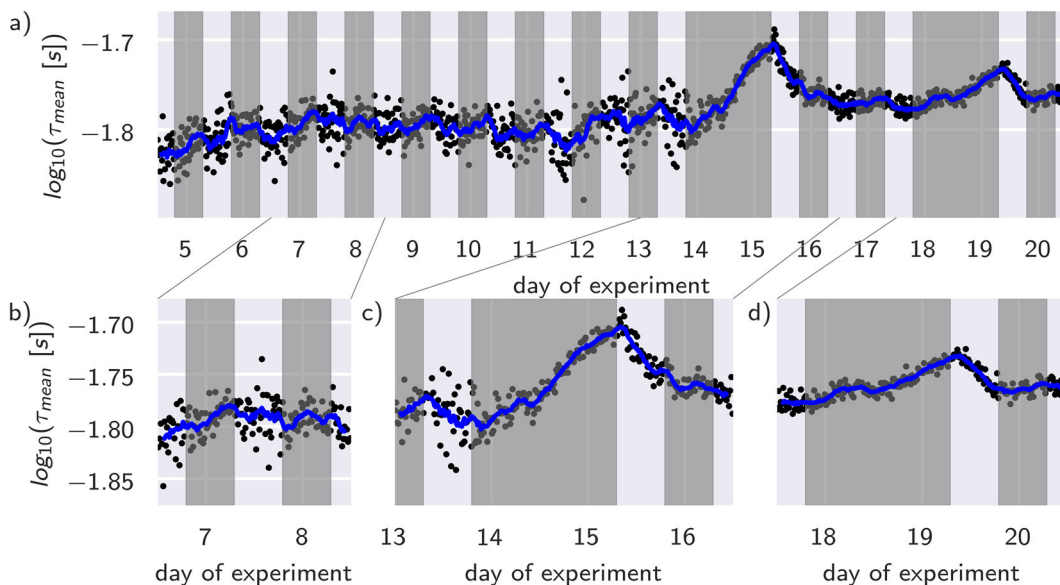 a)
−1.7
−1.8
log10(τmean [s])
5 6 7 8 9 10 11 12 13 14 15 16 17 18 19 20
day of experiment
b) c) d)
−1.70
−1.75
−1.80
−1.85
log10(τmean [s])
7 8 13 14 15 16 18 19 20
day of experiment day of experiment day of experiment